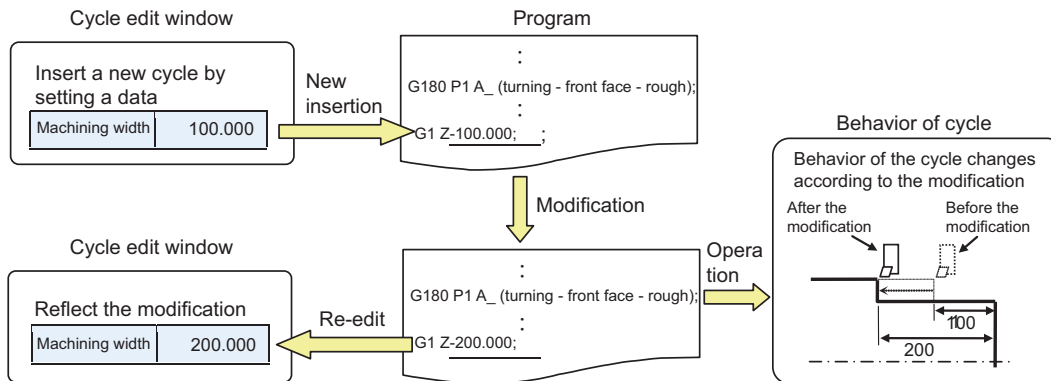 Cycle edit window
Insert a new cycle by
setting a data
Machining width 100.000
New
insertion
Program
:
G180 P1 A_ (turning - front face - rough);
:
G1 Z-100.000; ;
Modification
Cycle edit window
Reflect the modification
Machining width 200.000
Re-edit
:
G180 P1 A_ (turning - front face - rough);
:
G1 Z-200.000;
Opera
tion
Behavior of cycle
Behavior of the cycle changes
according to the modification
After the
modification
Before the
modification
100
200